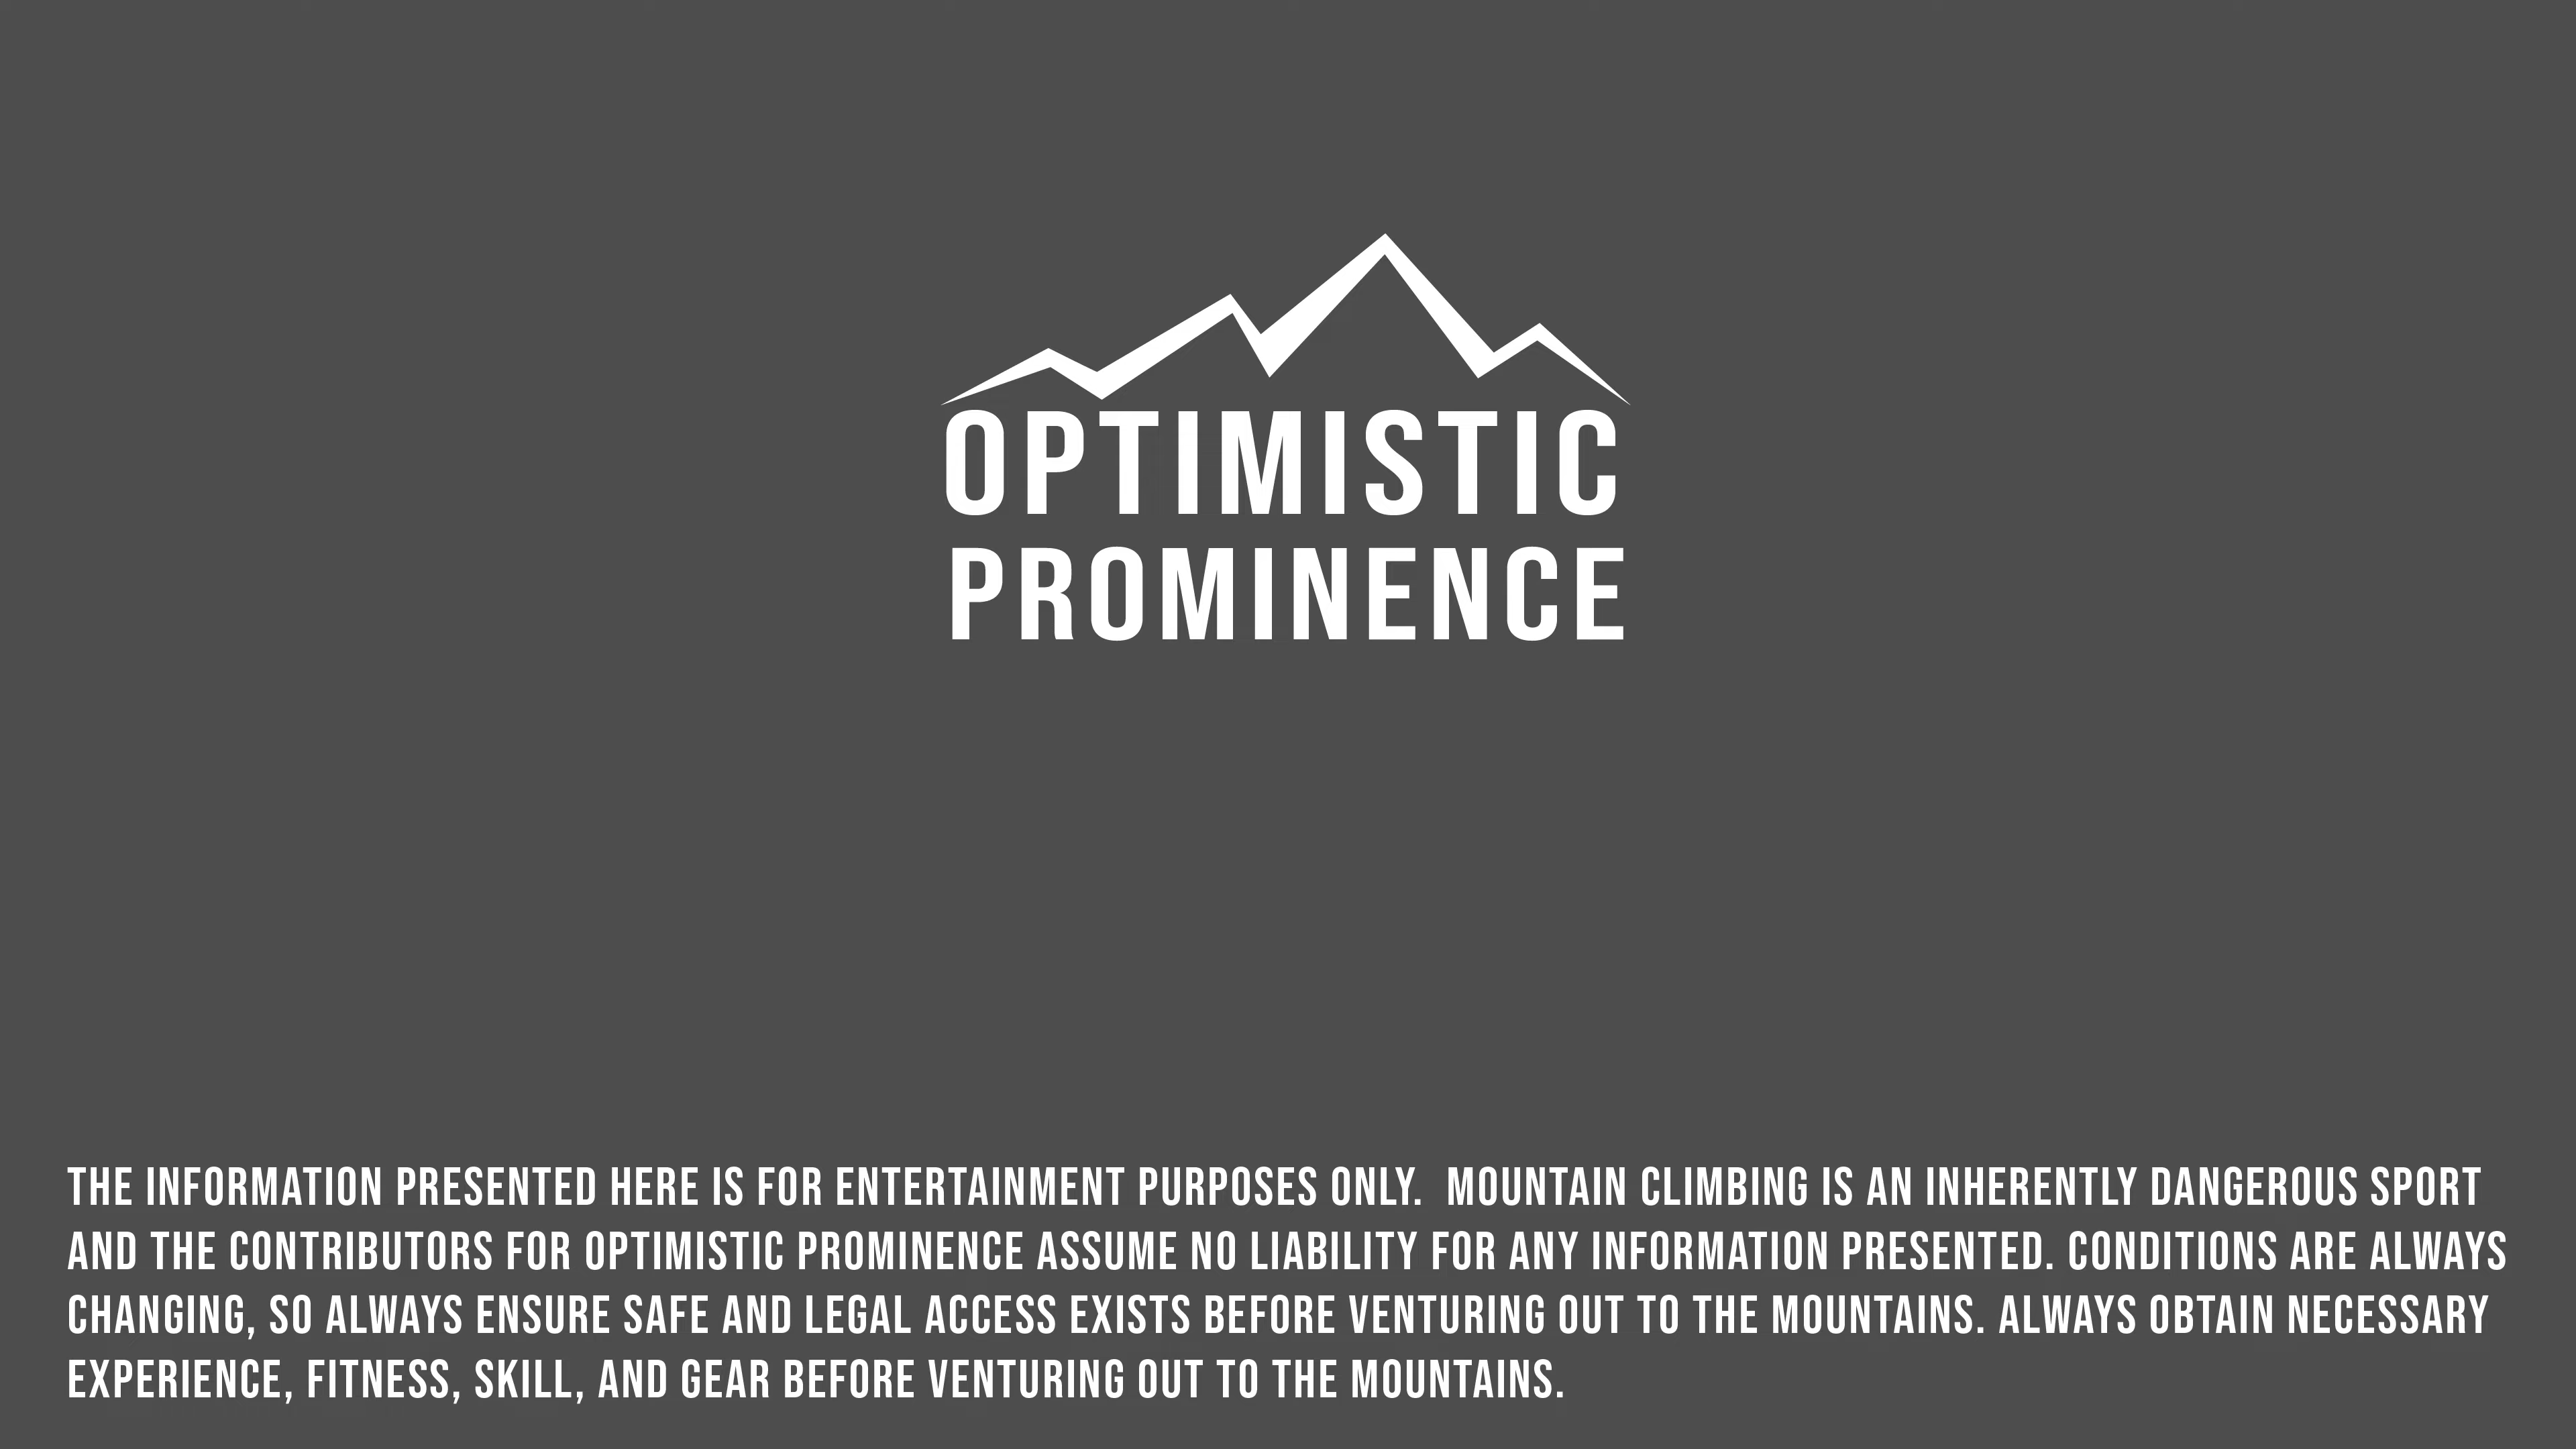 OPTIMISTIC
PROMINENCE
THE INFORMATION PRESENTED HERE IS FOR ENTERTAINMENT PURPOSES ONLY.  MOUNTAIN CLIMBING IS AN INHERENTLY DANGEROUS SPORT
AND THE CONTRIBUTORS FOR OPTIMISTIC PROMINENCE ASSUME NO LIABILITY FOR ANY INFORMATION PRESENTED. CONDITIONS ARE ALWAYS
CHANGING, SO ALWAYS ENSURE SAFE AND LEGAL ACCESS EXISTS BEFORE VENTURING OUT TO THE MOUNTAINS. ALWAYS OBTAIN NECESSARY
EXPERIENCE, FITNESS, SKILL, AND GEAR BEFORE VENTURING OUT TO THE MOUNTAINS.